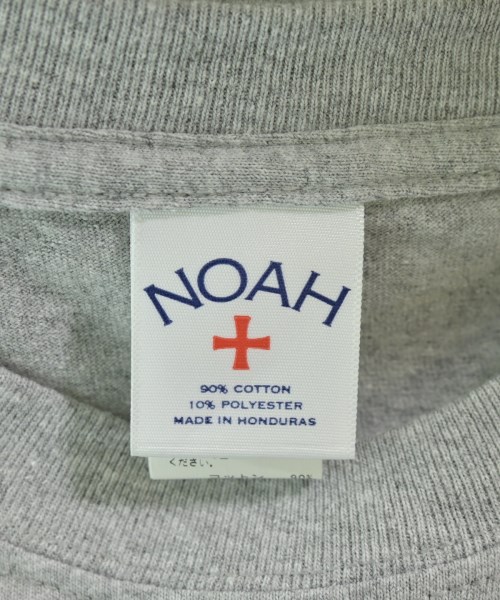 NOAH
90% COTTON
10% POLYESTER
MADE IN HONDURAS
ください。